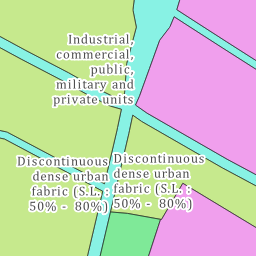 Industrial,
commercial,
public,
military and
private units
Discontinuous
dense urban
fabric (S.L. :
50% - 80%)
Discontinuous
dense urban
fabric (S.L. :
50% - 80%)